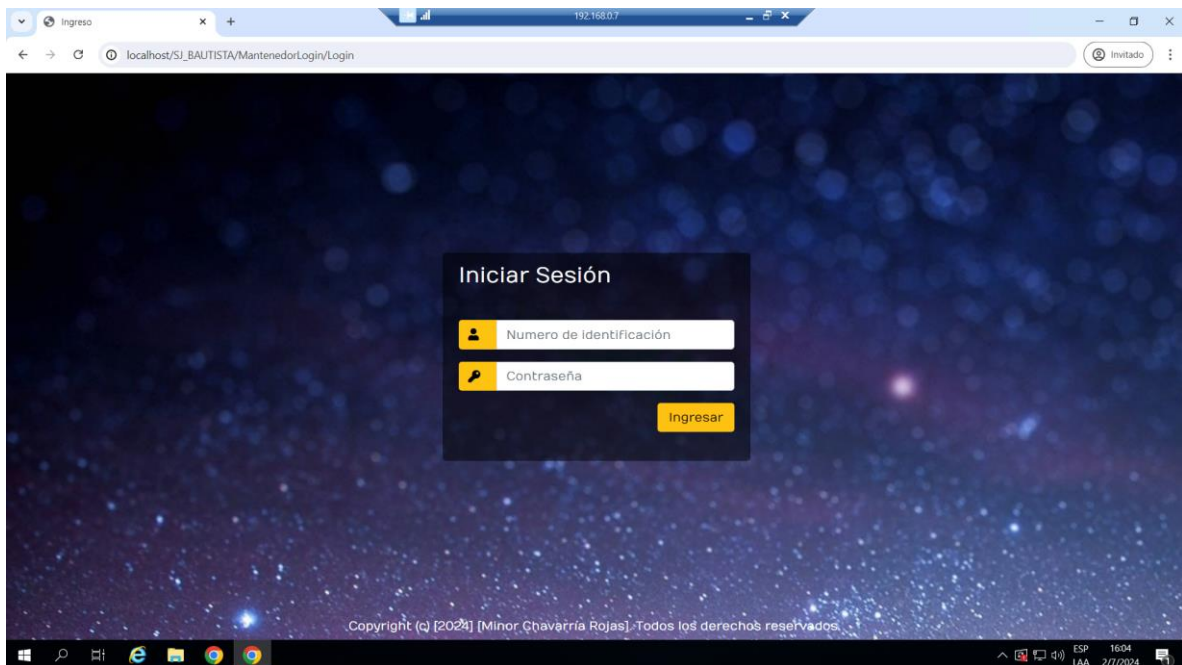 Ingreso
192.168.0.7
localhost/SJ_BAUTISTA/MantenedorLogin/Login
Invitado
Iniciar Sesión
Numero de identificación
Contraseña
Ingresar
Copyright (c) [2024] [Minor Chavarría Rojas]. Todos los derechos reservados.
ESP 16:04
LAA 2/7/2024